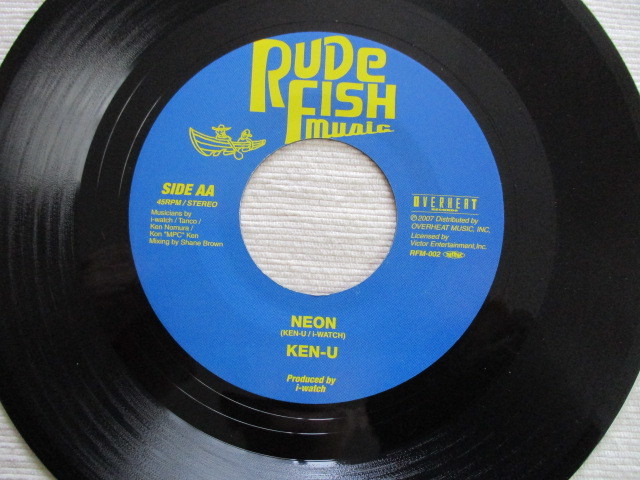 RUDE
FISH
music
SIDE AA
45RPM / STEREO
Musicians by
i-watch / Tanco /
Ken Nomura /
Kon "MPC" Ken
Mixing by Shane Brown
OVERHEAT
℗2007 Distributed by
OVERHEAT MUSIC, INC.
Licensed by
Victor Entertainment,Inc.
RFM-002
NEON
(KEN-U / i-WATCH)
KEN-U
Produced by
i-watch